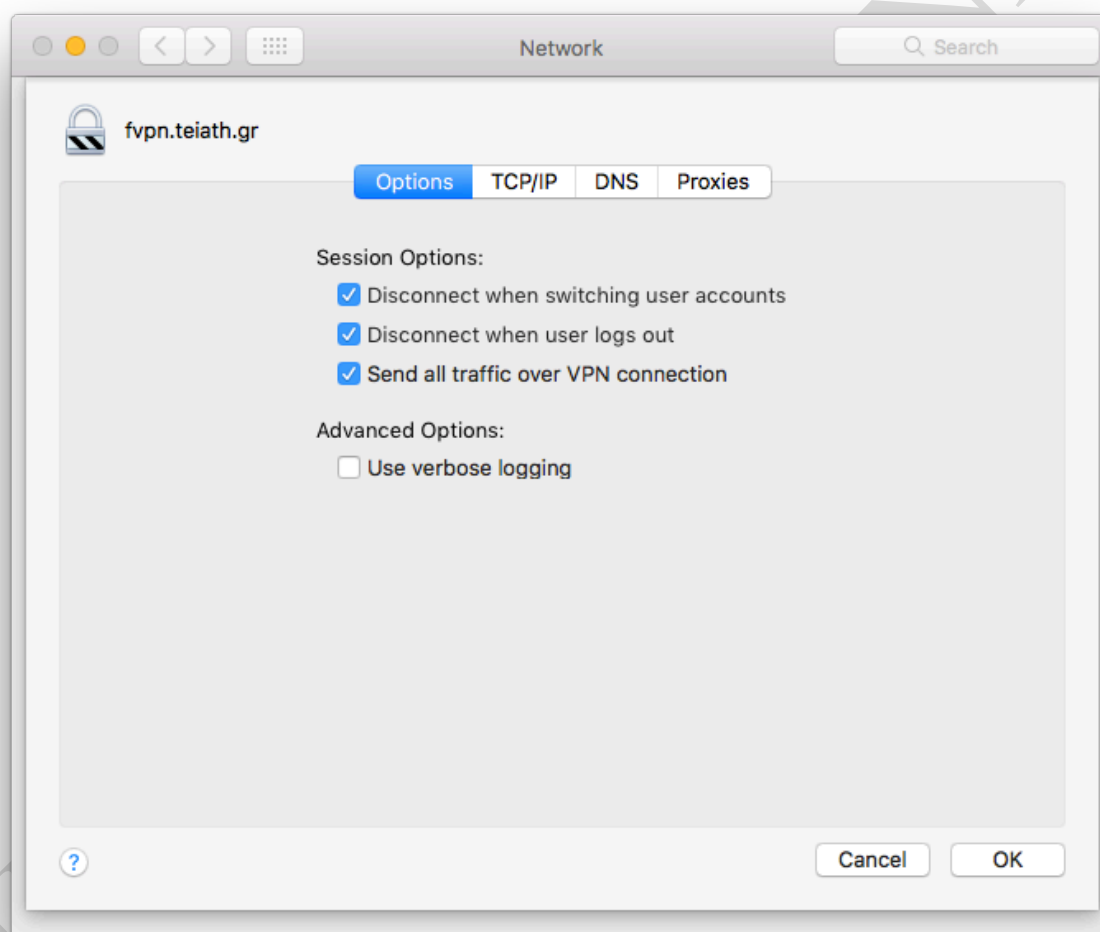 Network
Search
fvpn.teiath.gr
Options TCP/IP DNS Proxies
Session Options:
Disconnect when switching user accounts
Disconnect when user logs out
Send all traffic over VPN connection
Advanced Options:
Use verbose logging
?
Cancel OK